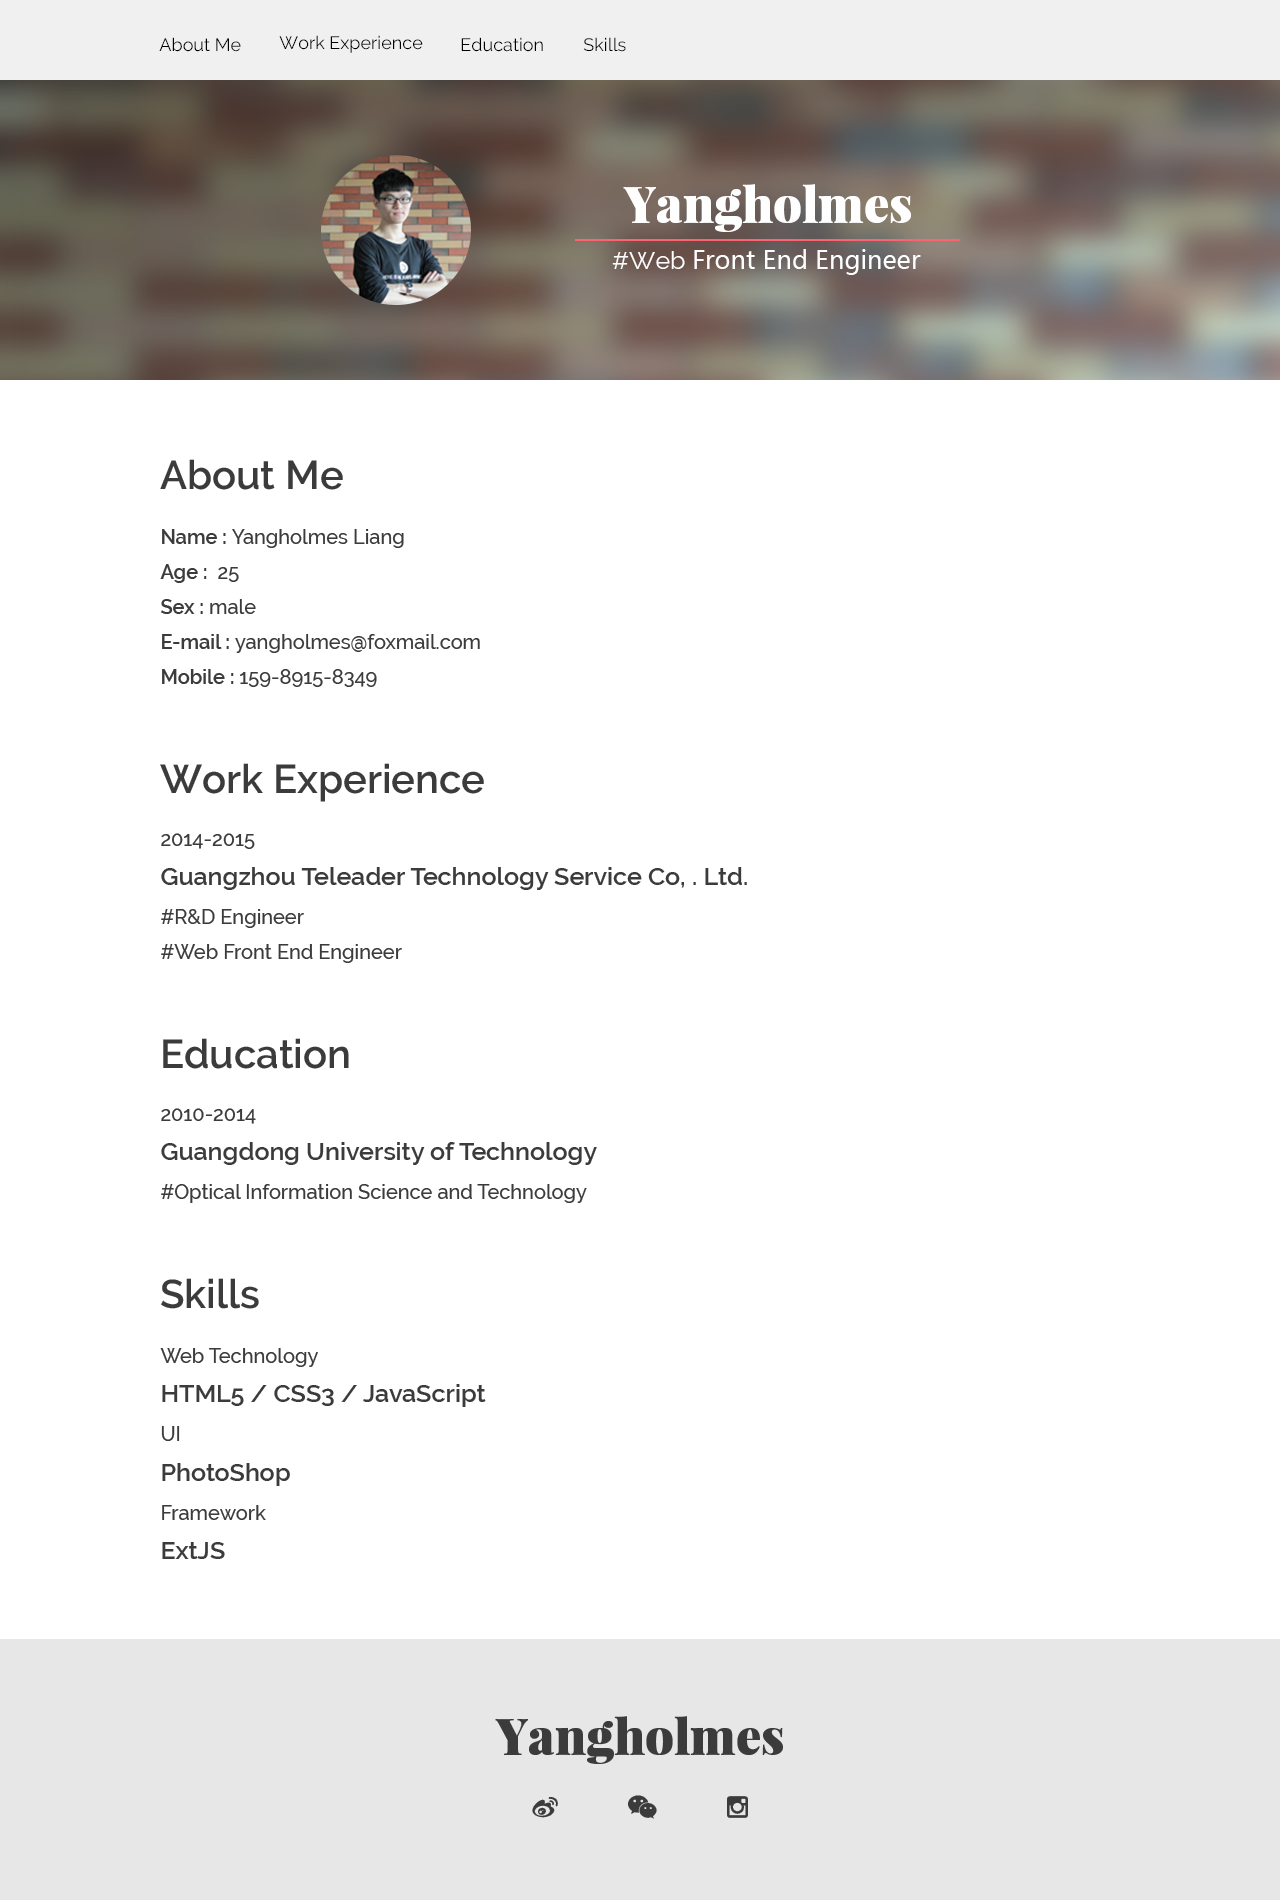 About Me Work Experience Education Skills
Yangholmes
#Web Front End Engineer
About Me
Name : Yangholmes Liang
Age : 25
Sex : male
E-mail : yangholmes@foxmail.com
Mobile : 159-8915-8349
Work Experience
2014-2015
Guangzhou Teleader Technology Service Co, . Ltd.
#R&D Engineer
#Web Front End Engineer
Education
2010-2014
Guangdong University of Technology
#Optical Information Science and Technology
Skills
Web Technology
HTML5 / CSS3 / JavaScript
UI
PhotoShop
Framework
ExtJS
Yangholmes